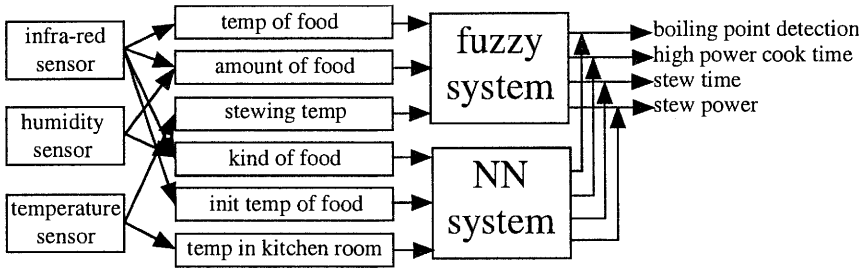 infra-red
sensor
humidity
sensor
temperature
sensor
temp of food
amount of food
stewing temp
kind of food
init temp of food
temp in kitchen room
fuzzy
system
NN
system
boiling point detection
high power cook time
stew time
stew power